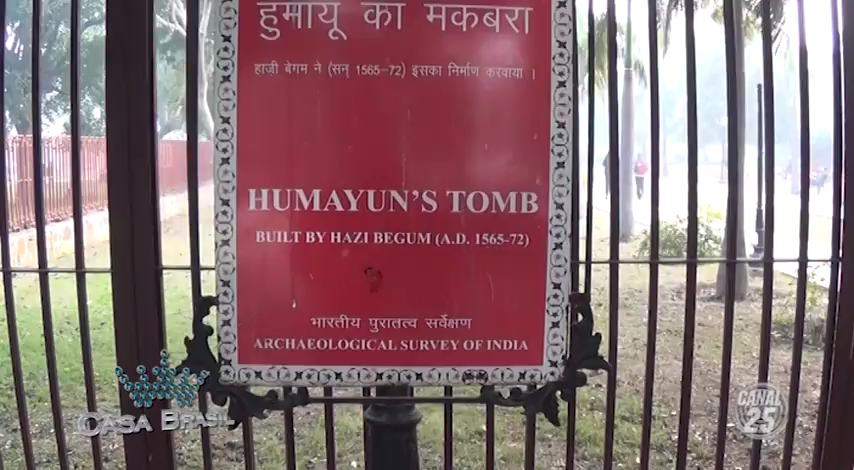 हुमायू का मकबरा
हाज़ी बेगम ने (सन् 1565-72) इसका निर्माण करवाया ।
HUMAYUN'S TOMB
BUILT BY HAZI BEGUM (A.D. 1565-72)
भारतीय पुरातत्व सर्वेक्षण
ARCHAEOLOGICAL SURVEY OF INDIA
CASA BRASIL
CANAL
25